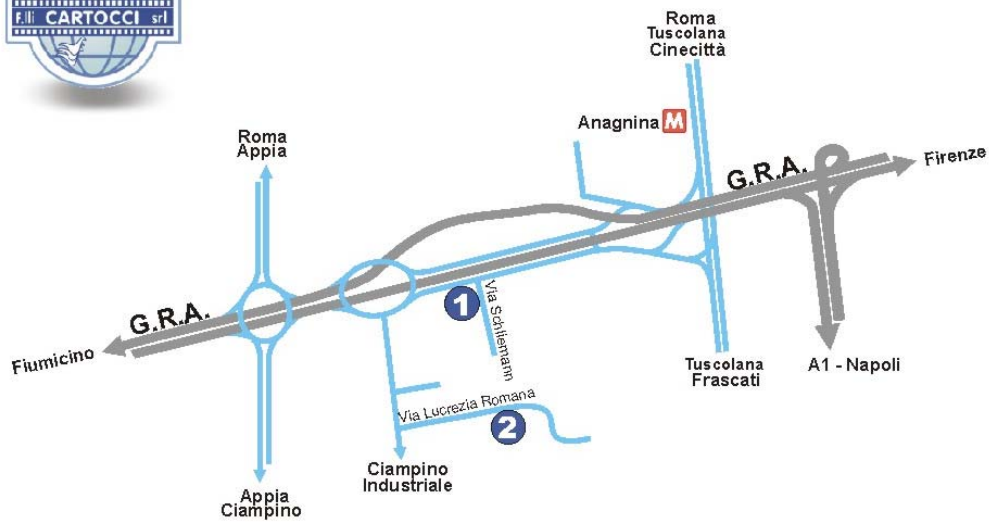 F.lli CARTOCCI srl
Roma
Tuscolana
Cinecittà
Anagnina M
Roma
Appia
G.R.A.
Firenze
G.R.A.
Fiumicino
1
Via Schliemann
Tuscolana
Frascati
A1 - Napoli
Via Lucrezia Romana
2
Ciampino
Industriale
Appia
Ciampino